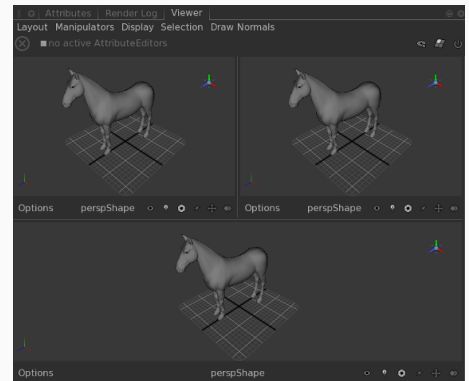 Attributes Render Log Viewer
Layout Manipulators Display Selection Draw Normals
no active AttributeEditors
Options perspShape Options perspShape
Options perspShape